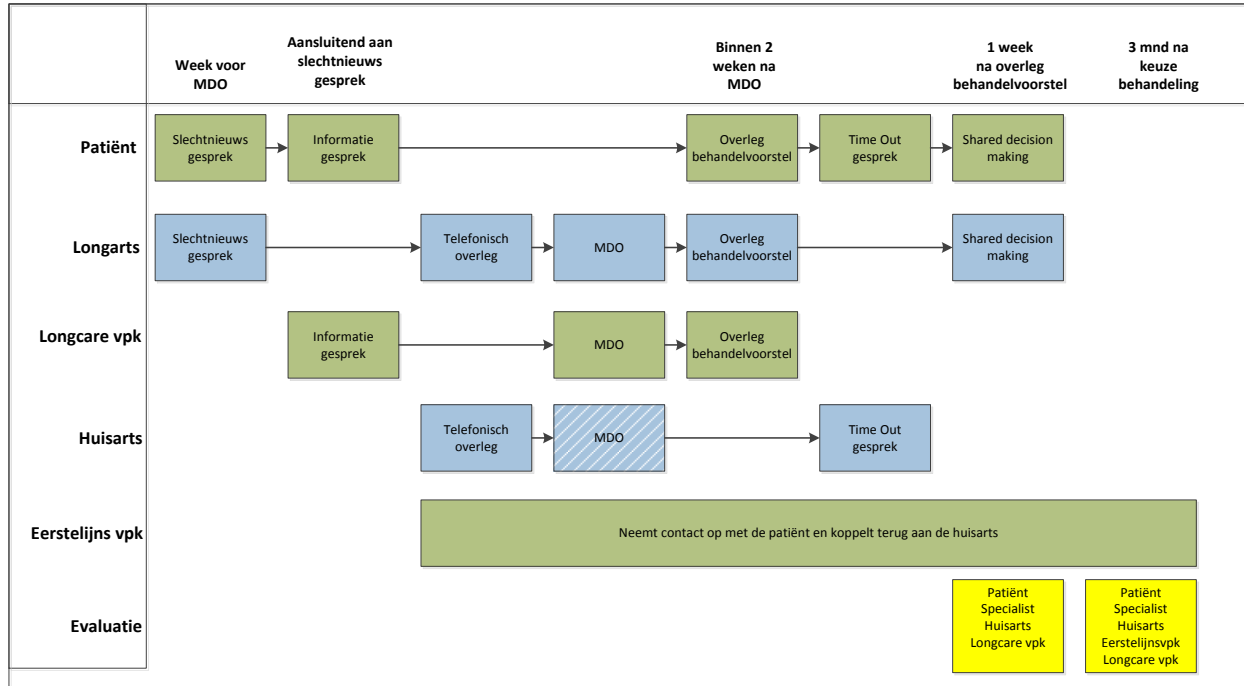 Week voor
MDO
Aansluitend aan
slechtnieuws
gesprek
Binnen 2
weken na
MDO
1 week
na overleg
behandelvoorstel
3 mnd na
keuze
behandeling
Patiënt
Slechtnieuws
gesprek
Informatie
gesprek
Overleg
behandelvoorstel
Time Out
gesprek
Shared decision
making
Longarts
Slechtnieuws
gesprek
Telefonisch
overleg
MDO
Overleg
behandelvoorstel
Shared decision
making
Longcare vpk
Informatie
gesprek
MDO
Overleg
behandelvoorstel
Huisarts
Telefonisch
overleg
MDO
Time Out
gesprek
Eerstelijns vpk
Neemt contact op met de patiënt en koppelt terug aan de huisarts
Evaluatie
Patiënt
Specialist
Huisarts
Longcare vpk
Patiënt
Specialist
Huisarts
Eerstelijnsvpk
Longcare vpk